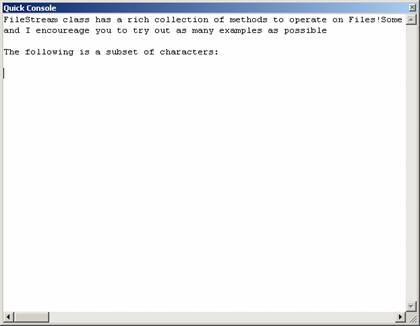 Quick Console
FileStream class has a rich collection of methods to operate on Files!Some
and I encoureage you to try out as many examples as possible
The following is a subset of characters: